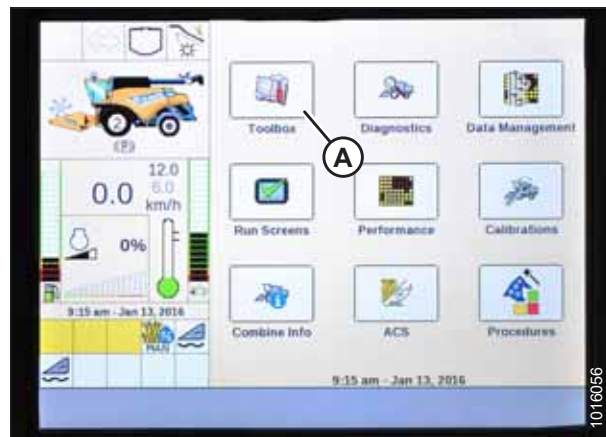 2
(P)
12.0
6.0
0.0
km/h
0%
9:15 am - Jan 13, 2016
MAN
Toolbox
Diagnostics
Data Management
A
Run Screens
Performance
Calibrations
Combine Info
ACS
Procedures
9:15 am - Jan 13, 2016
1016056